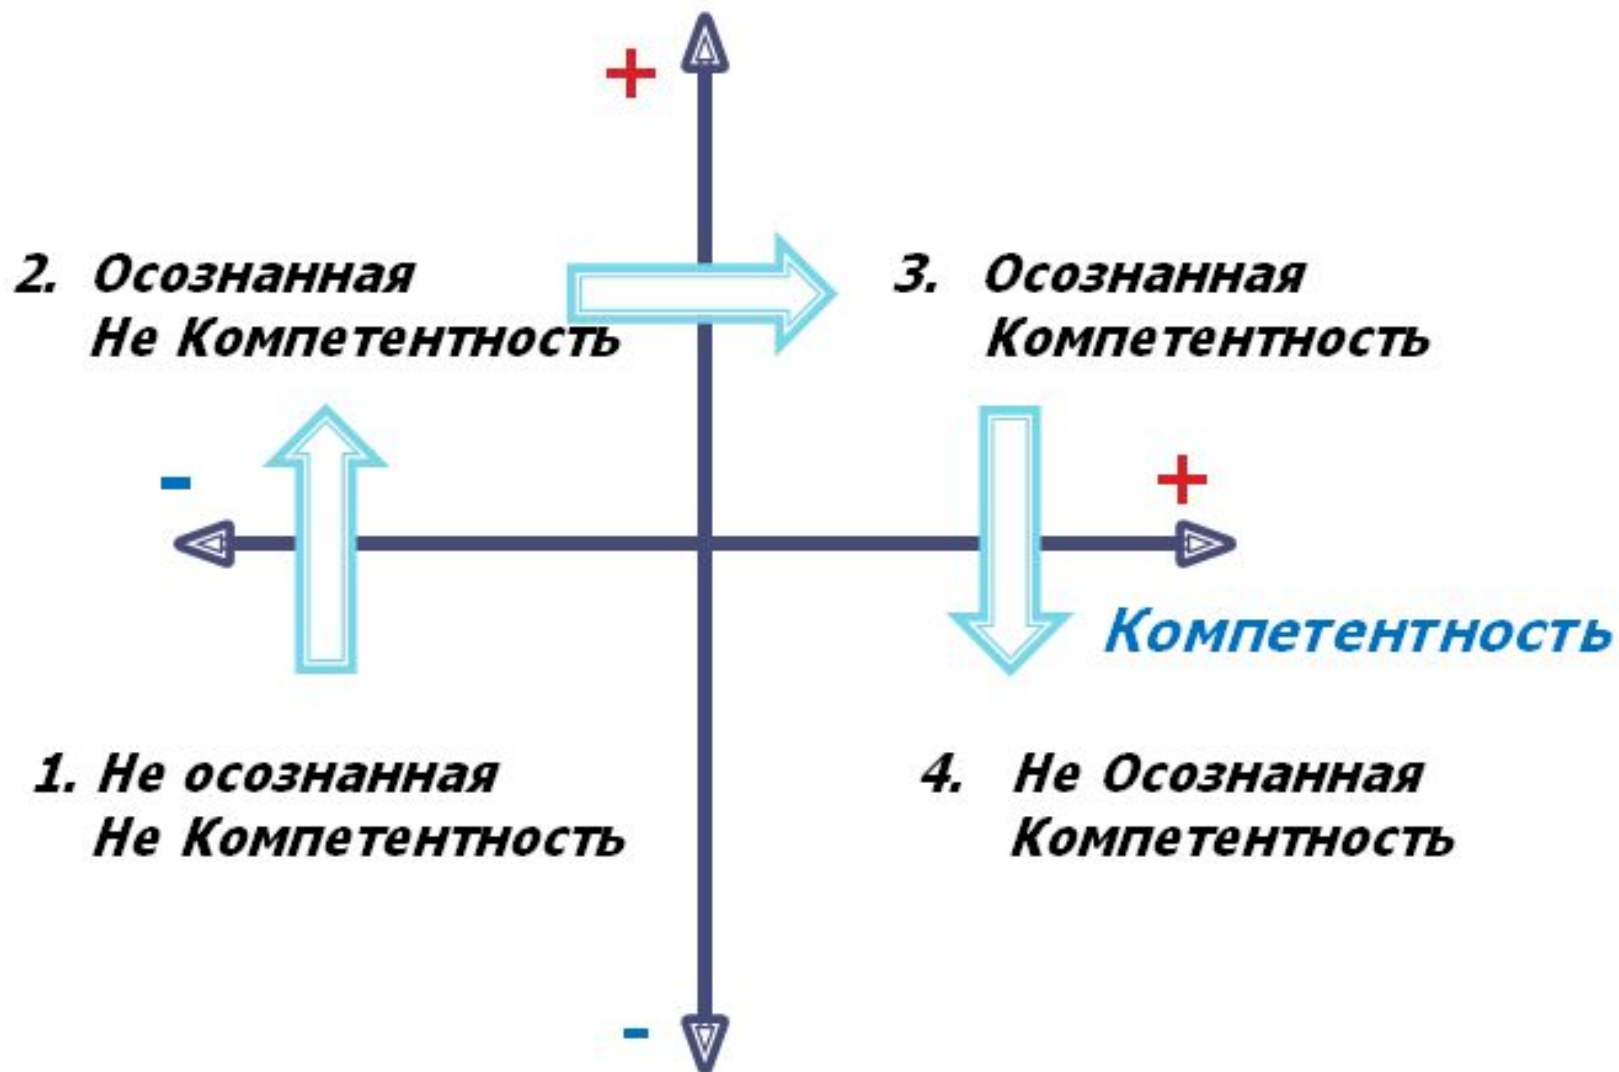 +
2. Осознанная
Не Компетентность
3. Осознанная
Компетентность
-
+
Компетентность
1. Не осознанная
Не Компетентность
4. Не Осознанная
Компетентность
-